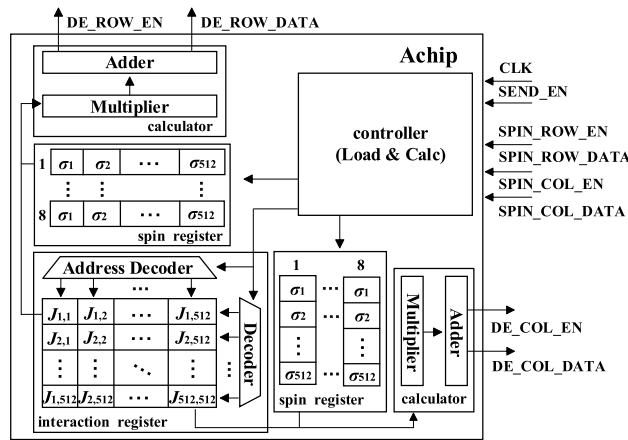 DE_ROW_EN
DE_ROW_DATA
Achip
Adder
Multiplier
calculator
controller
(Load & Calc)
CLK
SEND_EN
SPIN_ROW_EN
SPIN_ROW_DATA
SPIN_COL_EN
SPIN_COL_DATA
1 σ1 σ2 ⋯ σ512
⋮ ⋮ ⋮
8 σ1 σ2 ⋯ σ512
spin register
Address Decoder
⋯
J1,1 J1,2 ⋯ J1,512
J2,1 J2,2 ⋯ J2,512
⋮ ⋮ ⋱ ⋮ ⋮
J1,512 J2,512 ⋯ J512,512
Decoder
interaction register
1 8
σ1 ⋯ σ1
σ2 ⋯ σ2
⋮ ⋮
σ512 ⋯ σ512
spin register
Multiplier
Adder
calculator
DE_COL_EN
DE_COL_DATA